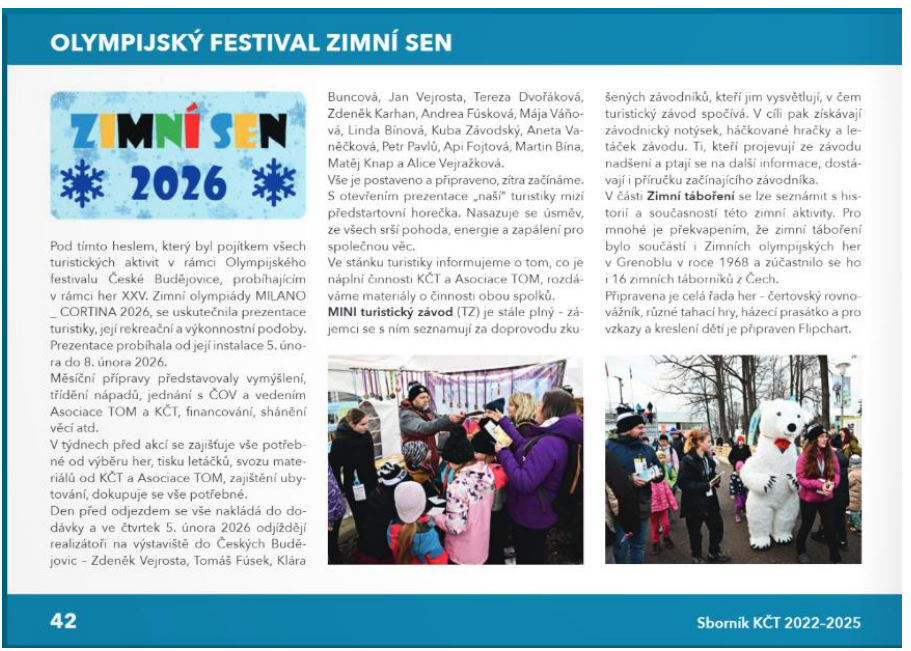 OLYMPIJSKÝ FESTIVAL ZIMNÍ SEN
ZIMNÍ SEN
2026
Pod tímto heslem, který byl pojítkem všech
turistických aktivit v rámci Olympijského
festivalu České Budějovice, probíhajícím
v rámci her XXV. Zimní olympiády MILANO
_ CORTINA 2026, se uskutečnila prezentace
turistiky, její rekreační a výkonnostní podoby.
Prezentace probíhala od její instalace 5. úno-
ra do 8. února 2026.
Měsíční přípravy představovaly vymýšlení,
třídění nápadů, jednání s ČOV a vedením
Asociace TOM a KČT, financování, shánění
věcí atd.
V týdnech před akcí se zajišťuje vše potřeb-
né od výběru her, tisku letáčků, svozu mate-
riálů od KČT a Asociace TOM, zajištění uby-
tování, dokupuje se vše potřebné.
Den před odjezdem se vše nakládá do do-
dávky a ve čtvrtek 5. února 2026 odjíždějí
realizátoři na výstaviště do Českých Budě-
jovic – Zdeněk Vejrosta, Tomáš Fúsek, Klára
Buncová, Jan Vejrosta, Tereza Dvořáková,
Zdeněk Karhan, Andrea Fúsková, Mája Váňo-
vá, Linda Bínová, Kuba Závodský, Aneta Va-
něčková, Petr Pavlů, Api Fojtová, Martin Bína,
Matěj Knap a Alice Vejražková.
Vše je postaveno a připraveno, zítra začínáme.
S otevřením prezentace „naší" turistiky mizí
předstartovní horečka. Nasazuje se úsměv,
ze všech srší pohoda, energie a zapálení pro
společnou věc.
Ve stánku turistiky informujeme o tom, co je
náplní činnosti KČT a Asociace TOM, rozdá-
váme materiály o činnosti obou spolků.
MINI turistický závod (TZ) je stále plný – zá-
jemci se s ním seznamují za doprovodu zku-
šených závodníků, kteří jim vysvětlují, v čem
turistický závod spočívá. V cíli pak získávají
závodnický notýsek, háčkované hračky a le-
táček závodu. Ti, kteří projevují ze závodu
nadšení a ptají se na další informace, dostá-
vají i příručku začínajícího závodníka.
V části Zimní táboření se lze seznámit s his-
torií a současností této zimní aktivity. Pro
mnohé je překvapením, že zimní táboření
bylo součástí i Zimních olympijských her
v Grenoblu v roce 1968 a zúčastnilo se ho
i 16 zimních táborníků z Čech.
Připravena je celá řada her – čertovský rovno-
vážník, různé tahací hry, házecí prasátko a pro
vzkazy a kreslení dětí je připraven Flipchart.
42
Sborník KČT 2022–2025